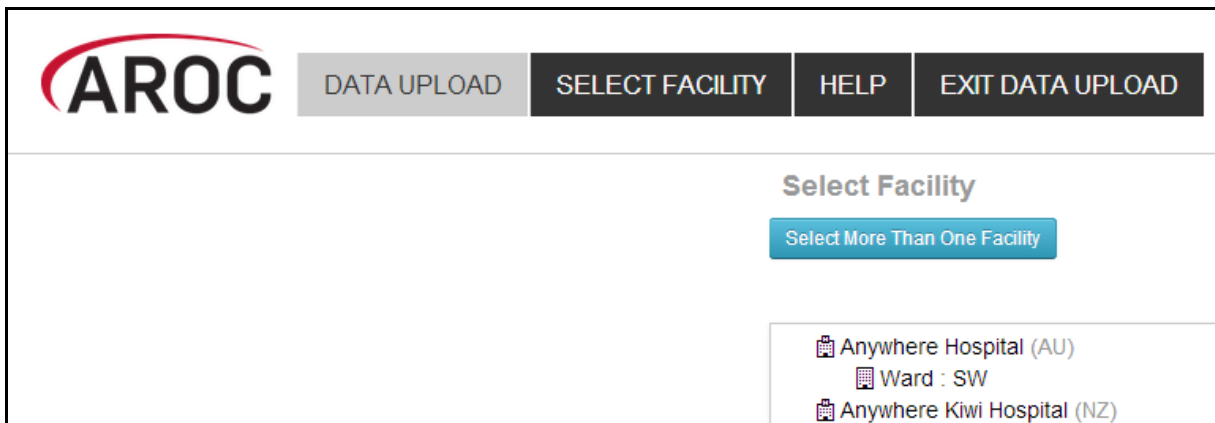 AROC DATA UPLOAD SELECT FACILITY HELP EXIT DATA UPLOAD
Select Facility
Select More Than One Facility
Anywhere Hospital (AU)
Ward : SW
Anywhere Kiwi Hospital (NZ)